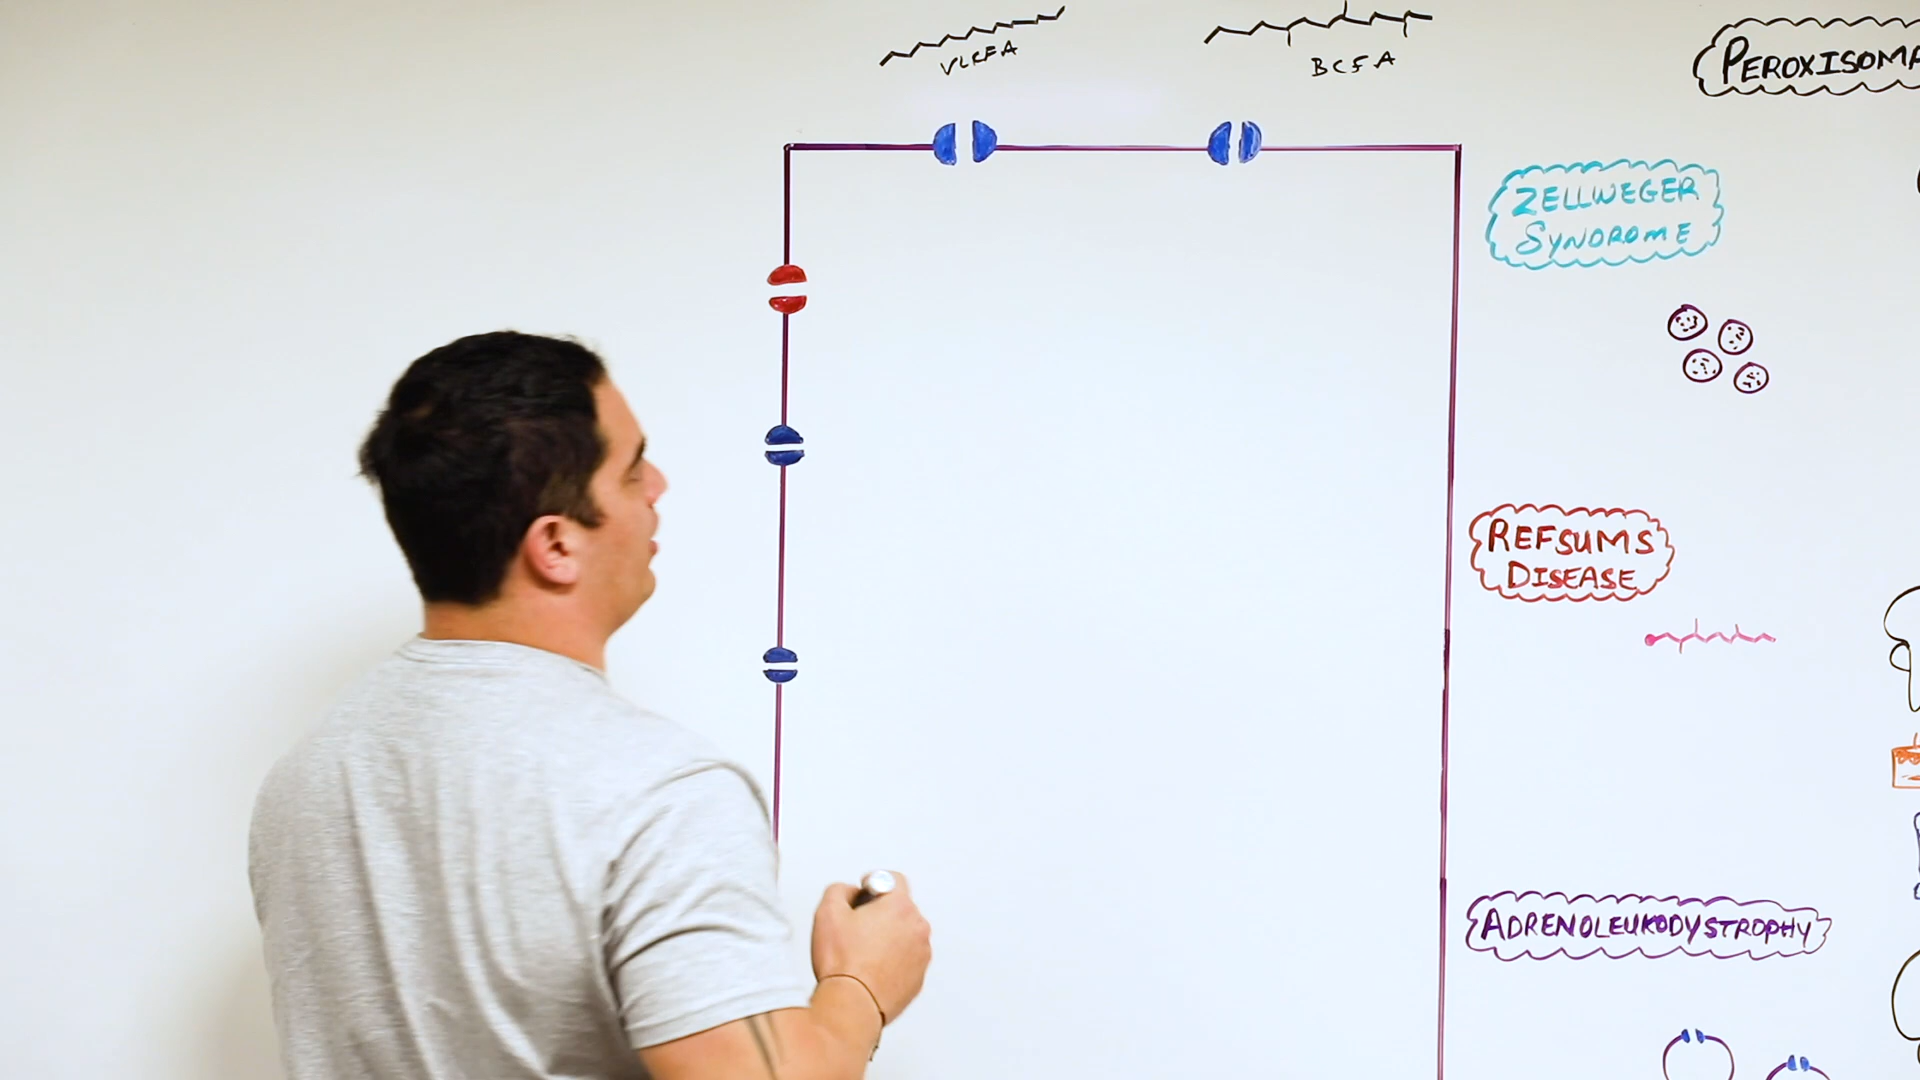 VLCFA
BCFA
PEROXISOMA
ZELLWEGER
SYNDROME
REFSUMS
DISEASE
ADRENOLEUKODYSTROPHY